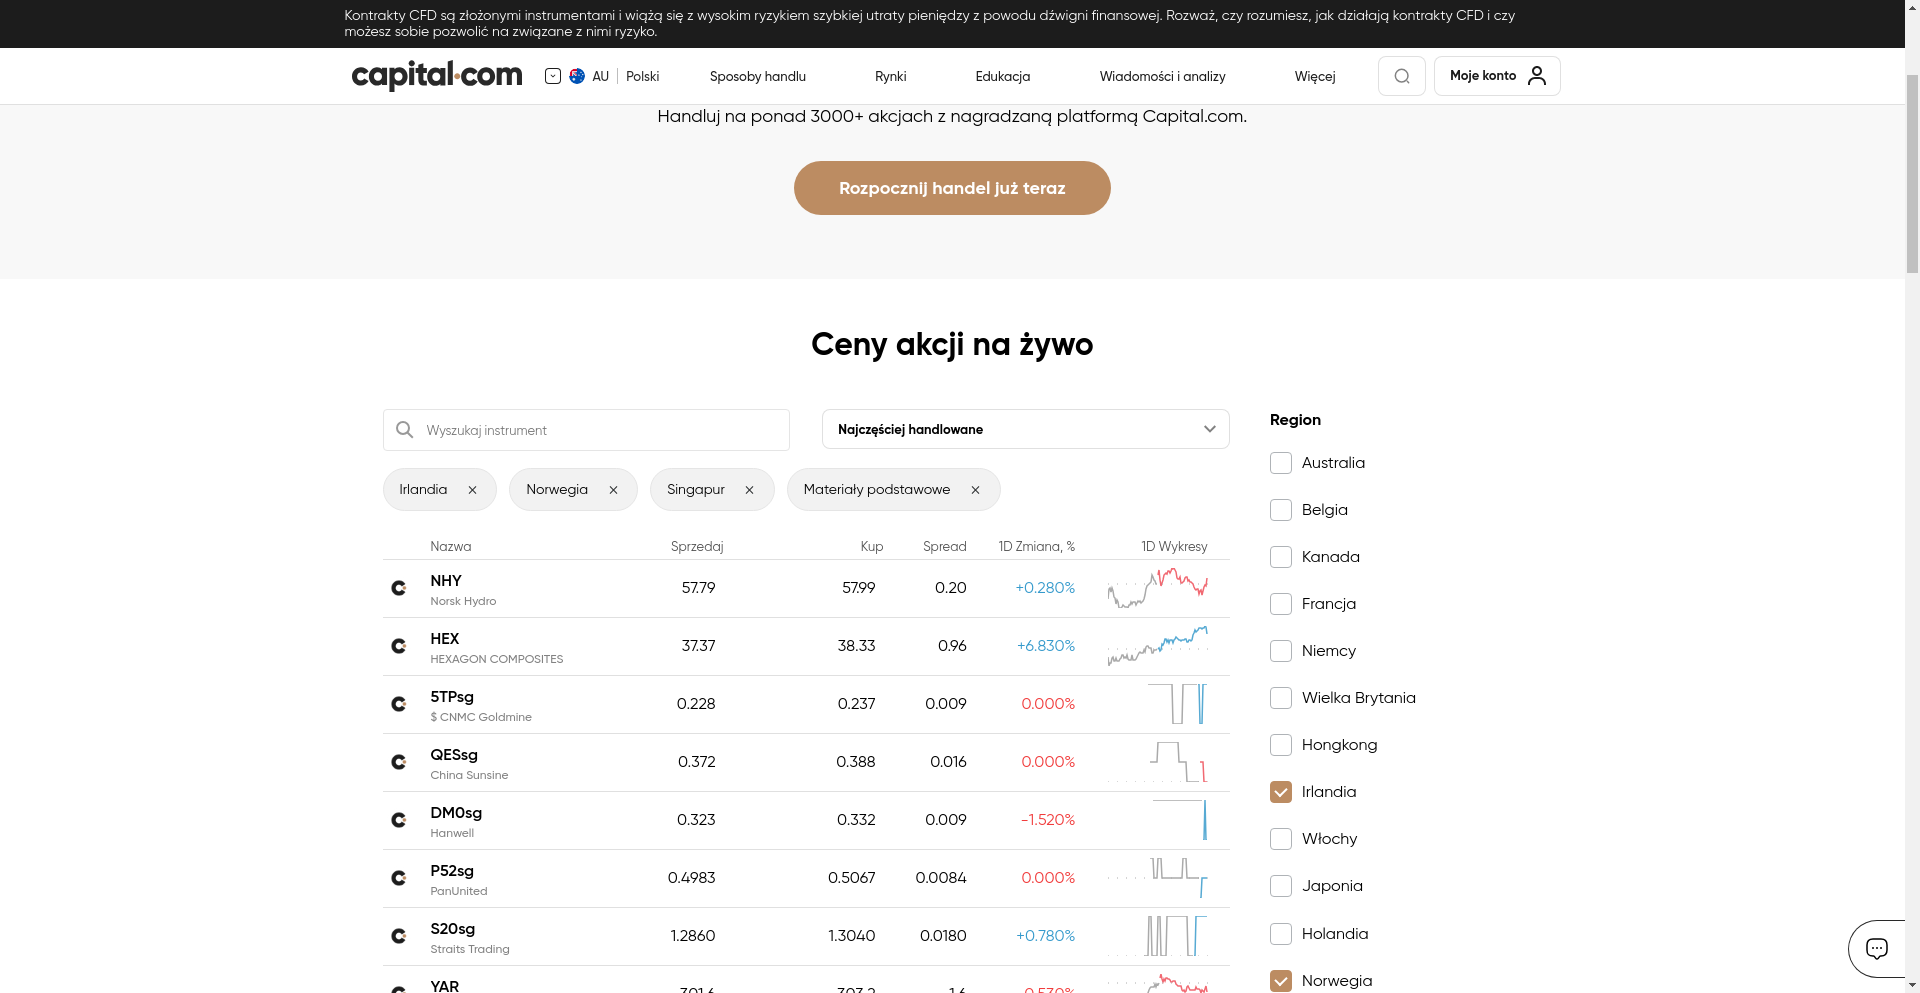 Kontrakty CFD są złożonymi instrumentami i wiążą się z wysokim ryzykiem szybkiej utraty pieniędzy z powodu dźwigni finansowej. Rozważ, czy rozumiesz, jak działają kontrakty CFD i czy
możesz sobie pozwolić na związane z nimi ryzyko.
capital.com AU Polski Sposoby handlu Rynki Edukacja Wiadomości i analizy Więcej Moje konto
Handluj na ponad 3000+ akcjach z nagradzaną platformą Capital.com.
Rozpocznij handel już teraz
Ceny akcji na żywo
Wyszukaj instrument
Najczęściej handlowane
Irlandia Norwegia Singapur Materiały podstawowe
Nazwa Sprzedaj Kup Spread 1D Zmiana, % 1D Wykresy
NHY 57.79 57.99 0.20 +0.280%
Norsk Hydro
HEX 37.37 38.33 0.96 +6.830%
HEXAGON COMPOSITES
5TPsg 0.228 0.237 0.009 0.000%
$ CNMC Goldmine
QESsg 0.372 0.388 0.016 0.000%
China Sunsine
DM0sg 0.323 0.332 0.009 -1.520%
Hanwell
P52sg 0.4983 0.5067 0.0084 0.000%
PanUnited
S20sg 1.2860 1.3040 0.0180 +0.780%
Straits Trading
YAR 301.6 303.2 1.6 -0.530%
Region
Australia
Belgia
Kanada
Francja
Niemcy
Wielka Brytania
Hongkong
Irlandia
Włochy
Japonia
Holandia
Norwegia